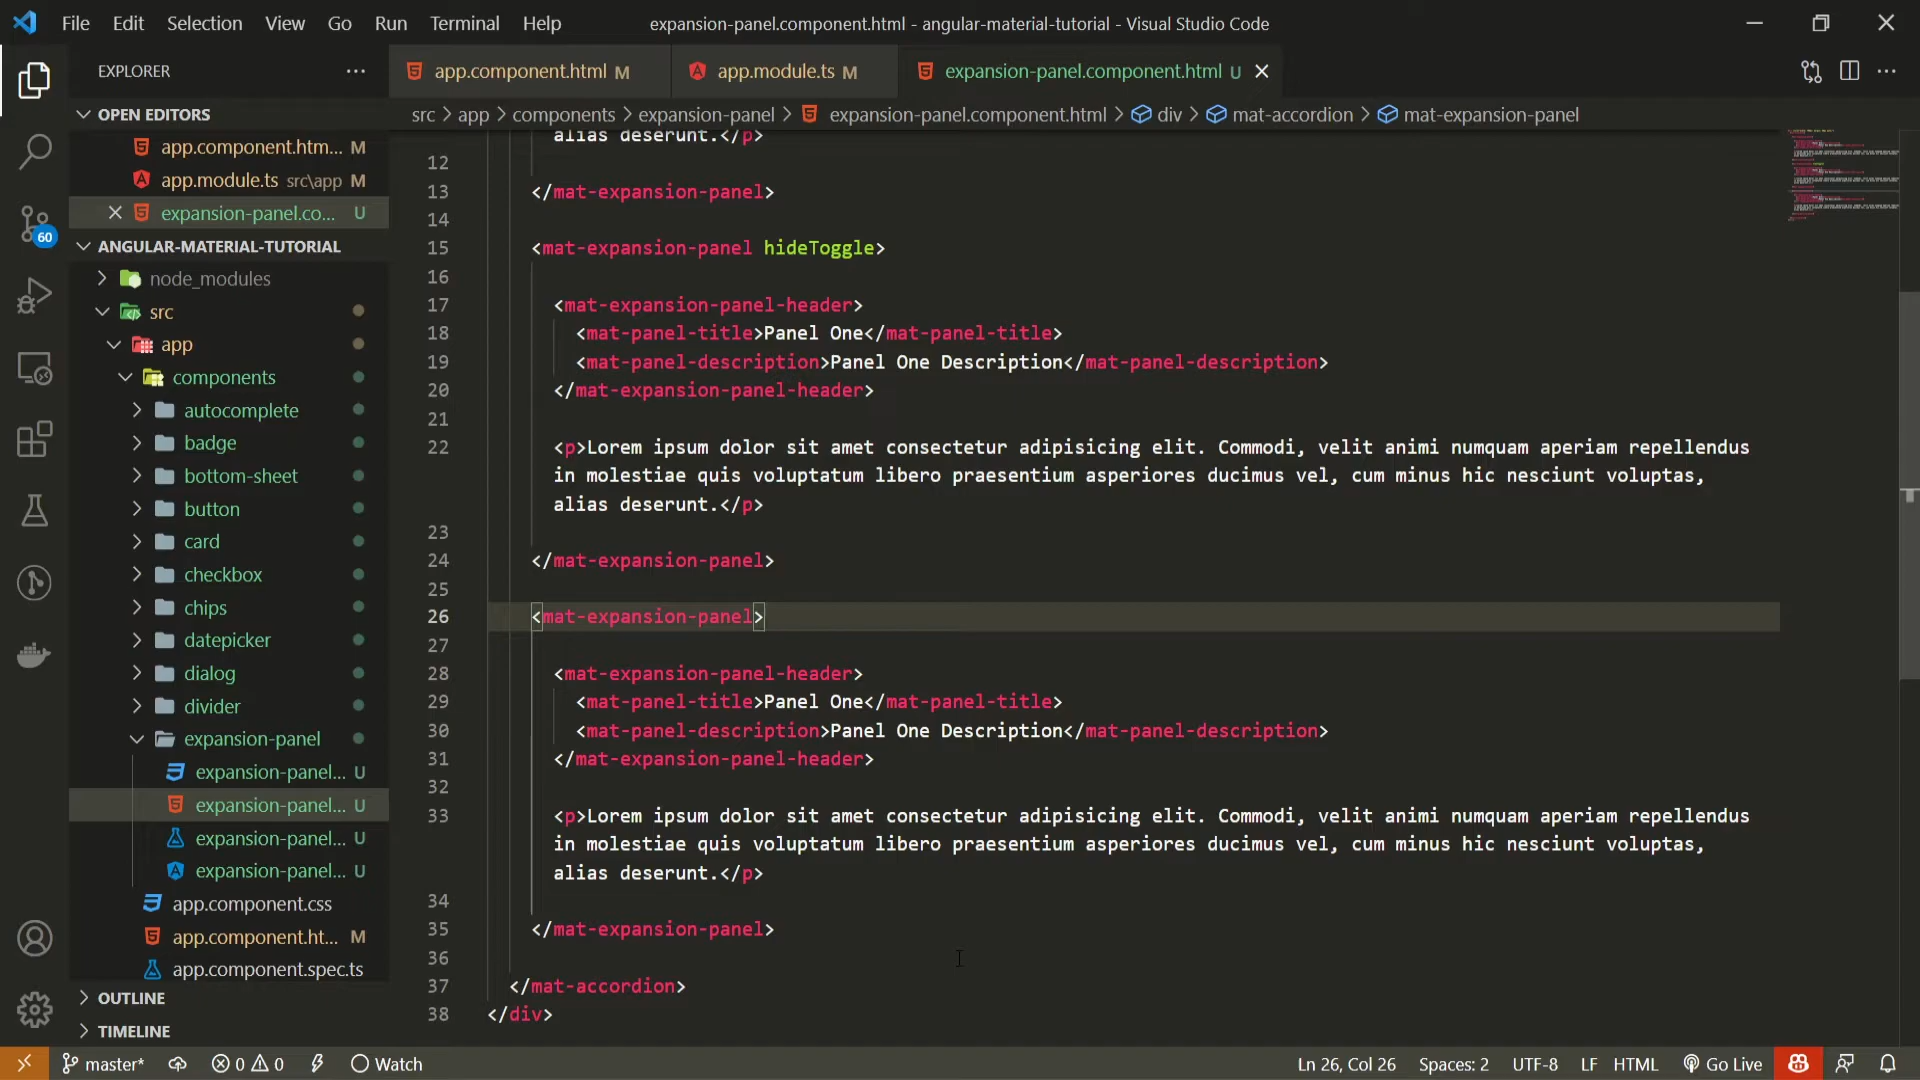 File Edit Selection View Go Run Terminal Help
expansion-panel.component.html - angular-material-tutorial - Visual Studio Code
EXPLORER
app.component.html M
app.module.ts M
expansion-panel.component.html U
OPEN EDITORS
src > app > components > expansion-panel > expansion-panel.component.html > div > mat-accordion > mat-expansion-panel
app.component.htm... M
app.module.ts src\app M
expansion-panel.co... U
ANGULAR-MATERIAL-TUTORIAL
node_modules
src
app
components
autocomplete
badge
bottom-sheet
button
card
checkbox
chips
datepicker
dialog
divider
expansion-panel
expansion-panel... U
expansion-panel... U
expansion-panel... U
expansion-panel... U
app.component.css
app.component.ht... M
app.component.spec.ts
OUTLINE
TIMELINE
60
alias deserunt.</p>
12
13 </mat-expansion-panel>
14
15 <mat-expansion-panel hideToggle>
16
17 <mat-expansion-panel-header>
18 <mat-panel-title>Panel One</mat-panel-title>
19 <mat-panel-description>Panel One Description</mat-panel-description>
20 </mat-expansion-panel-header>
21
22 <p>Lorem ipsum dolor sit amet consectetur adipisicing elit. Commodi, velit animi numquam aperiam repellendus
in molestiae quis voluptatum libero praesentium asperiores ducimus vel, cum minus hic nesciunt voluptas,
alias deserunt.</p>
23
24 </mat-expansion-panel>
25
26 <mat-expansion-panel>
27
28 <mat-expansion-panel-header>
29 <mat-panel-title>Panel One</mat-panel-title>
30 <mat-panel-description>Panel One Description</mat-panel-description>
31 </mat-expansion-panel-header>
32
33 <p>Lorem ipsum dolor sit amet consectetur adipisicing elit. Commodi, velit animi numquam aperiam repellendus
in molestiae quis voluptatum libero praesentium asperiores ducimus vel, cum minus hic nesciunt voluptas,
alias deserunt.</p>
34
35 </mat-expansion-panel>
36
37 </mat-accordion>
38 </div>
master* 0 0 Watch
Ln 26, Col 26 Spaces: 2 UTF-8 LF HTML Go Live